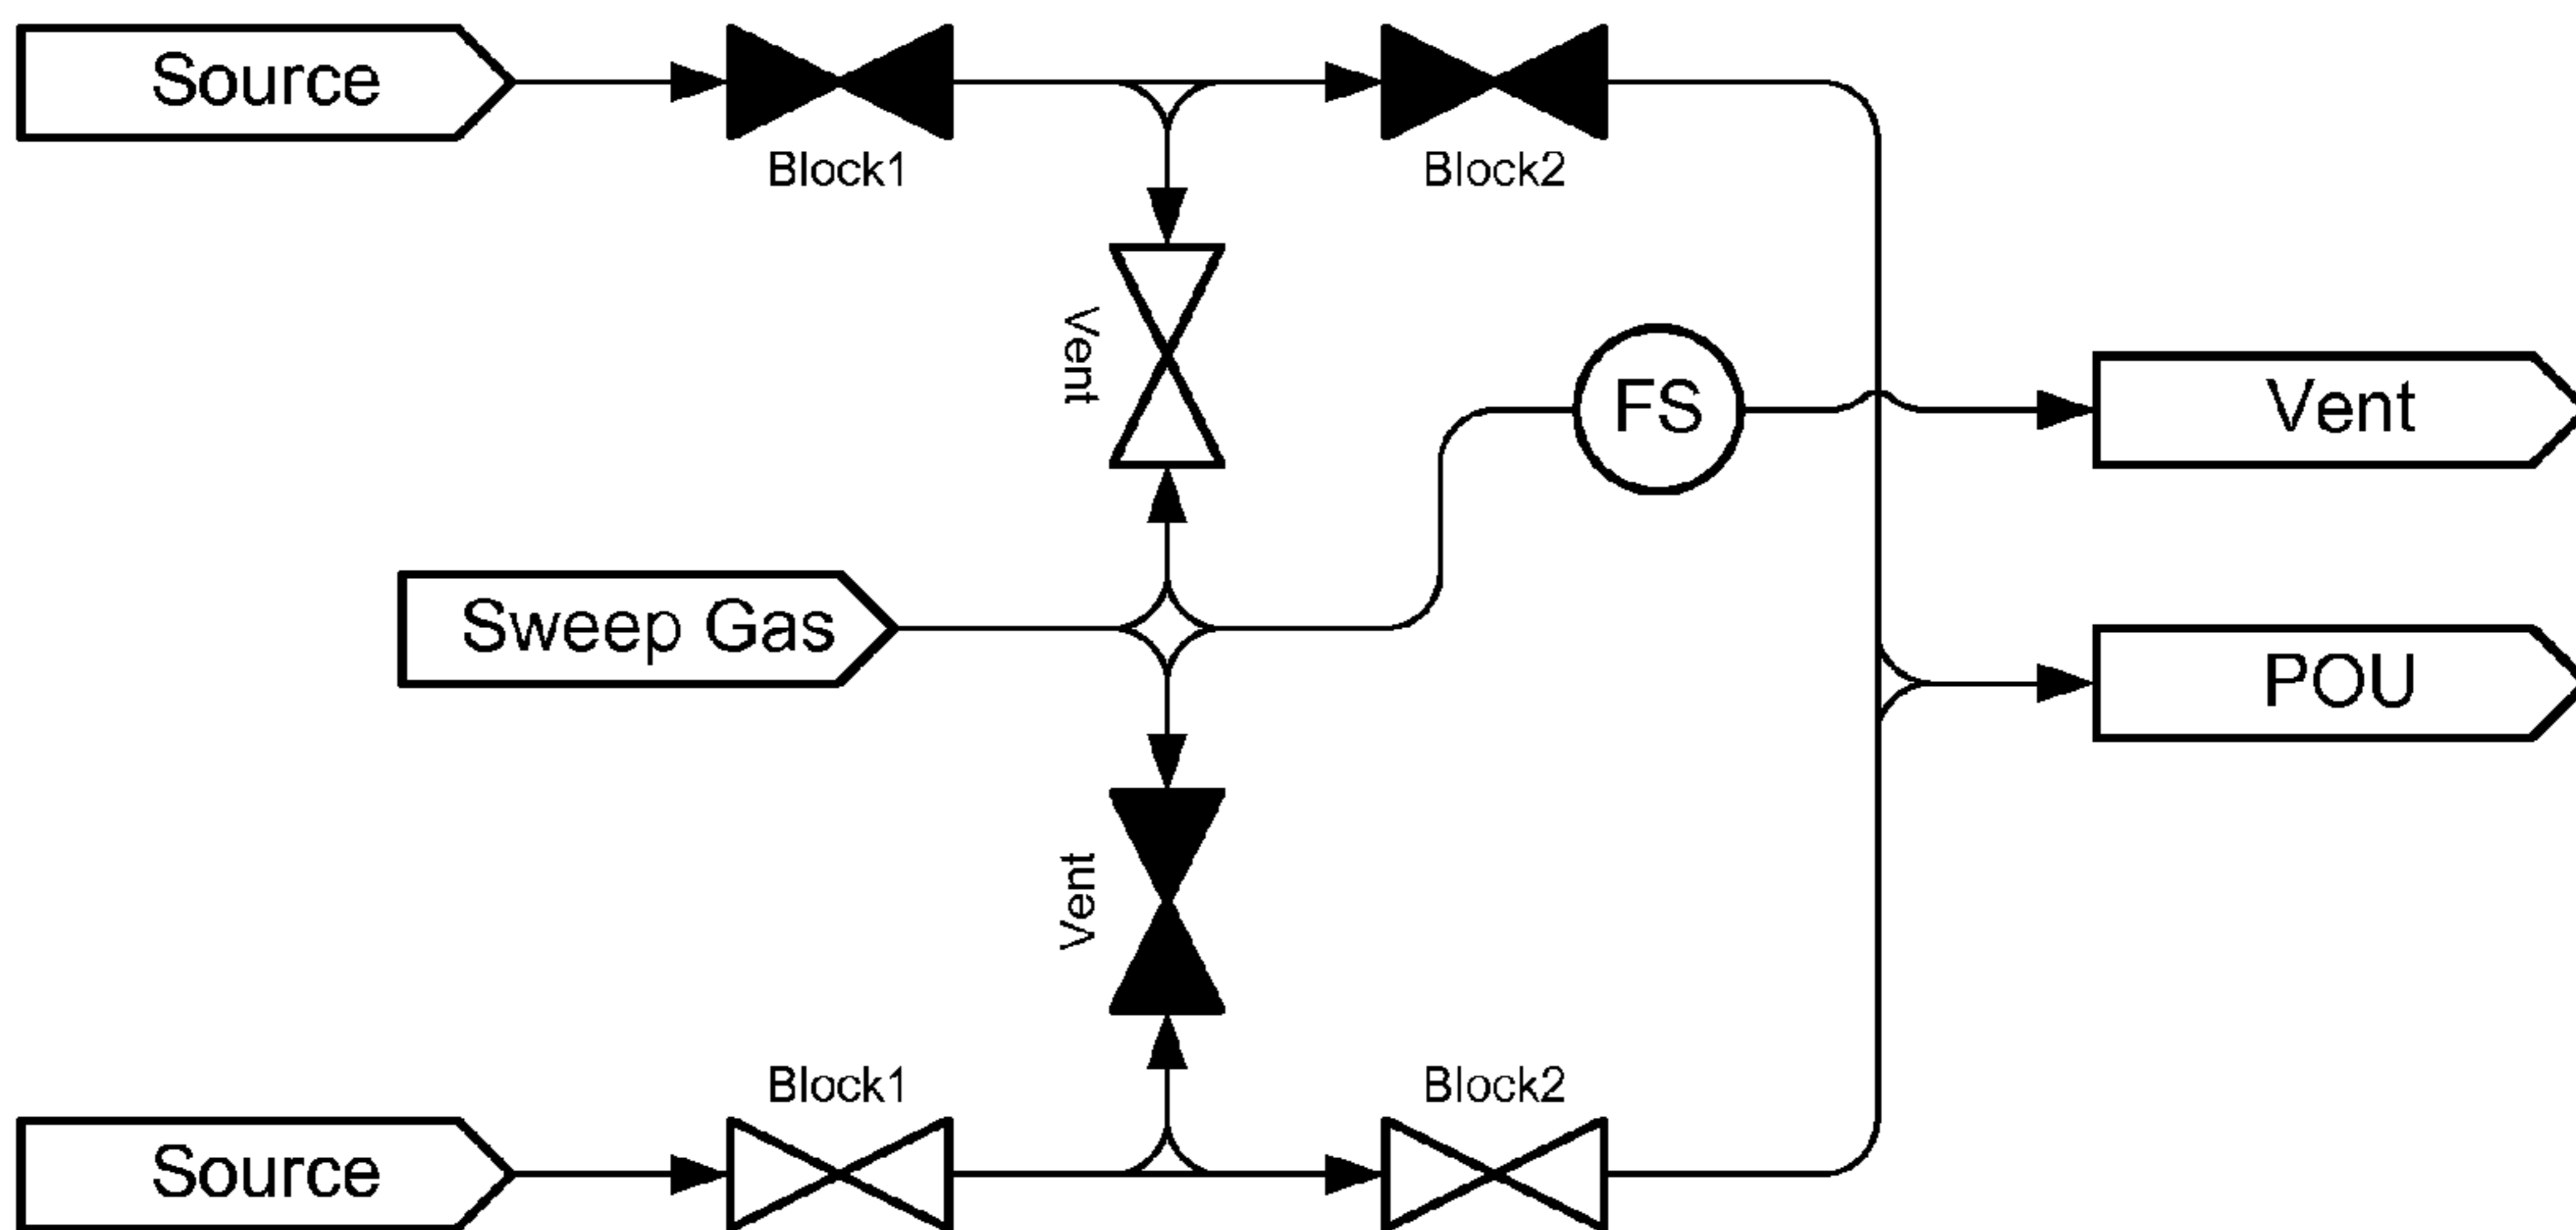 Source
Block1
Block2
Vent
FS
Vent
Sweep Gas
POU
Vent
Block1
Block2
Source